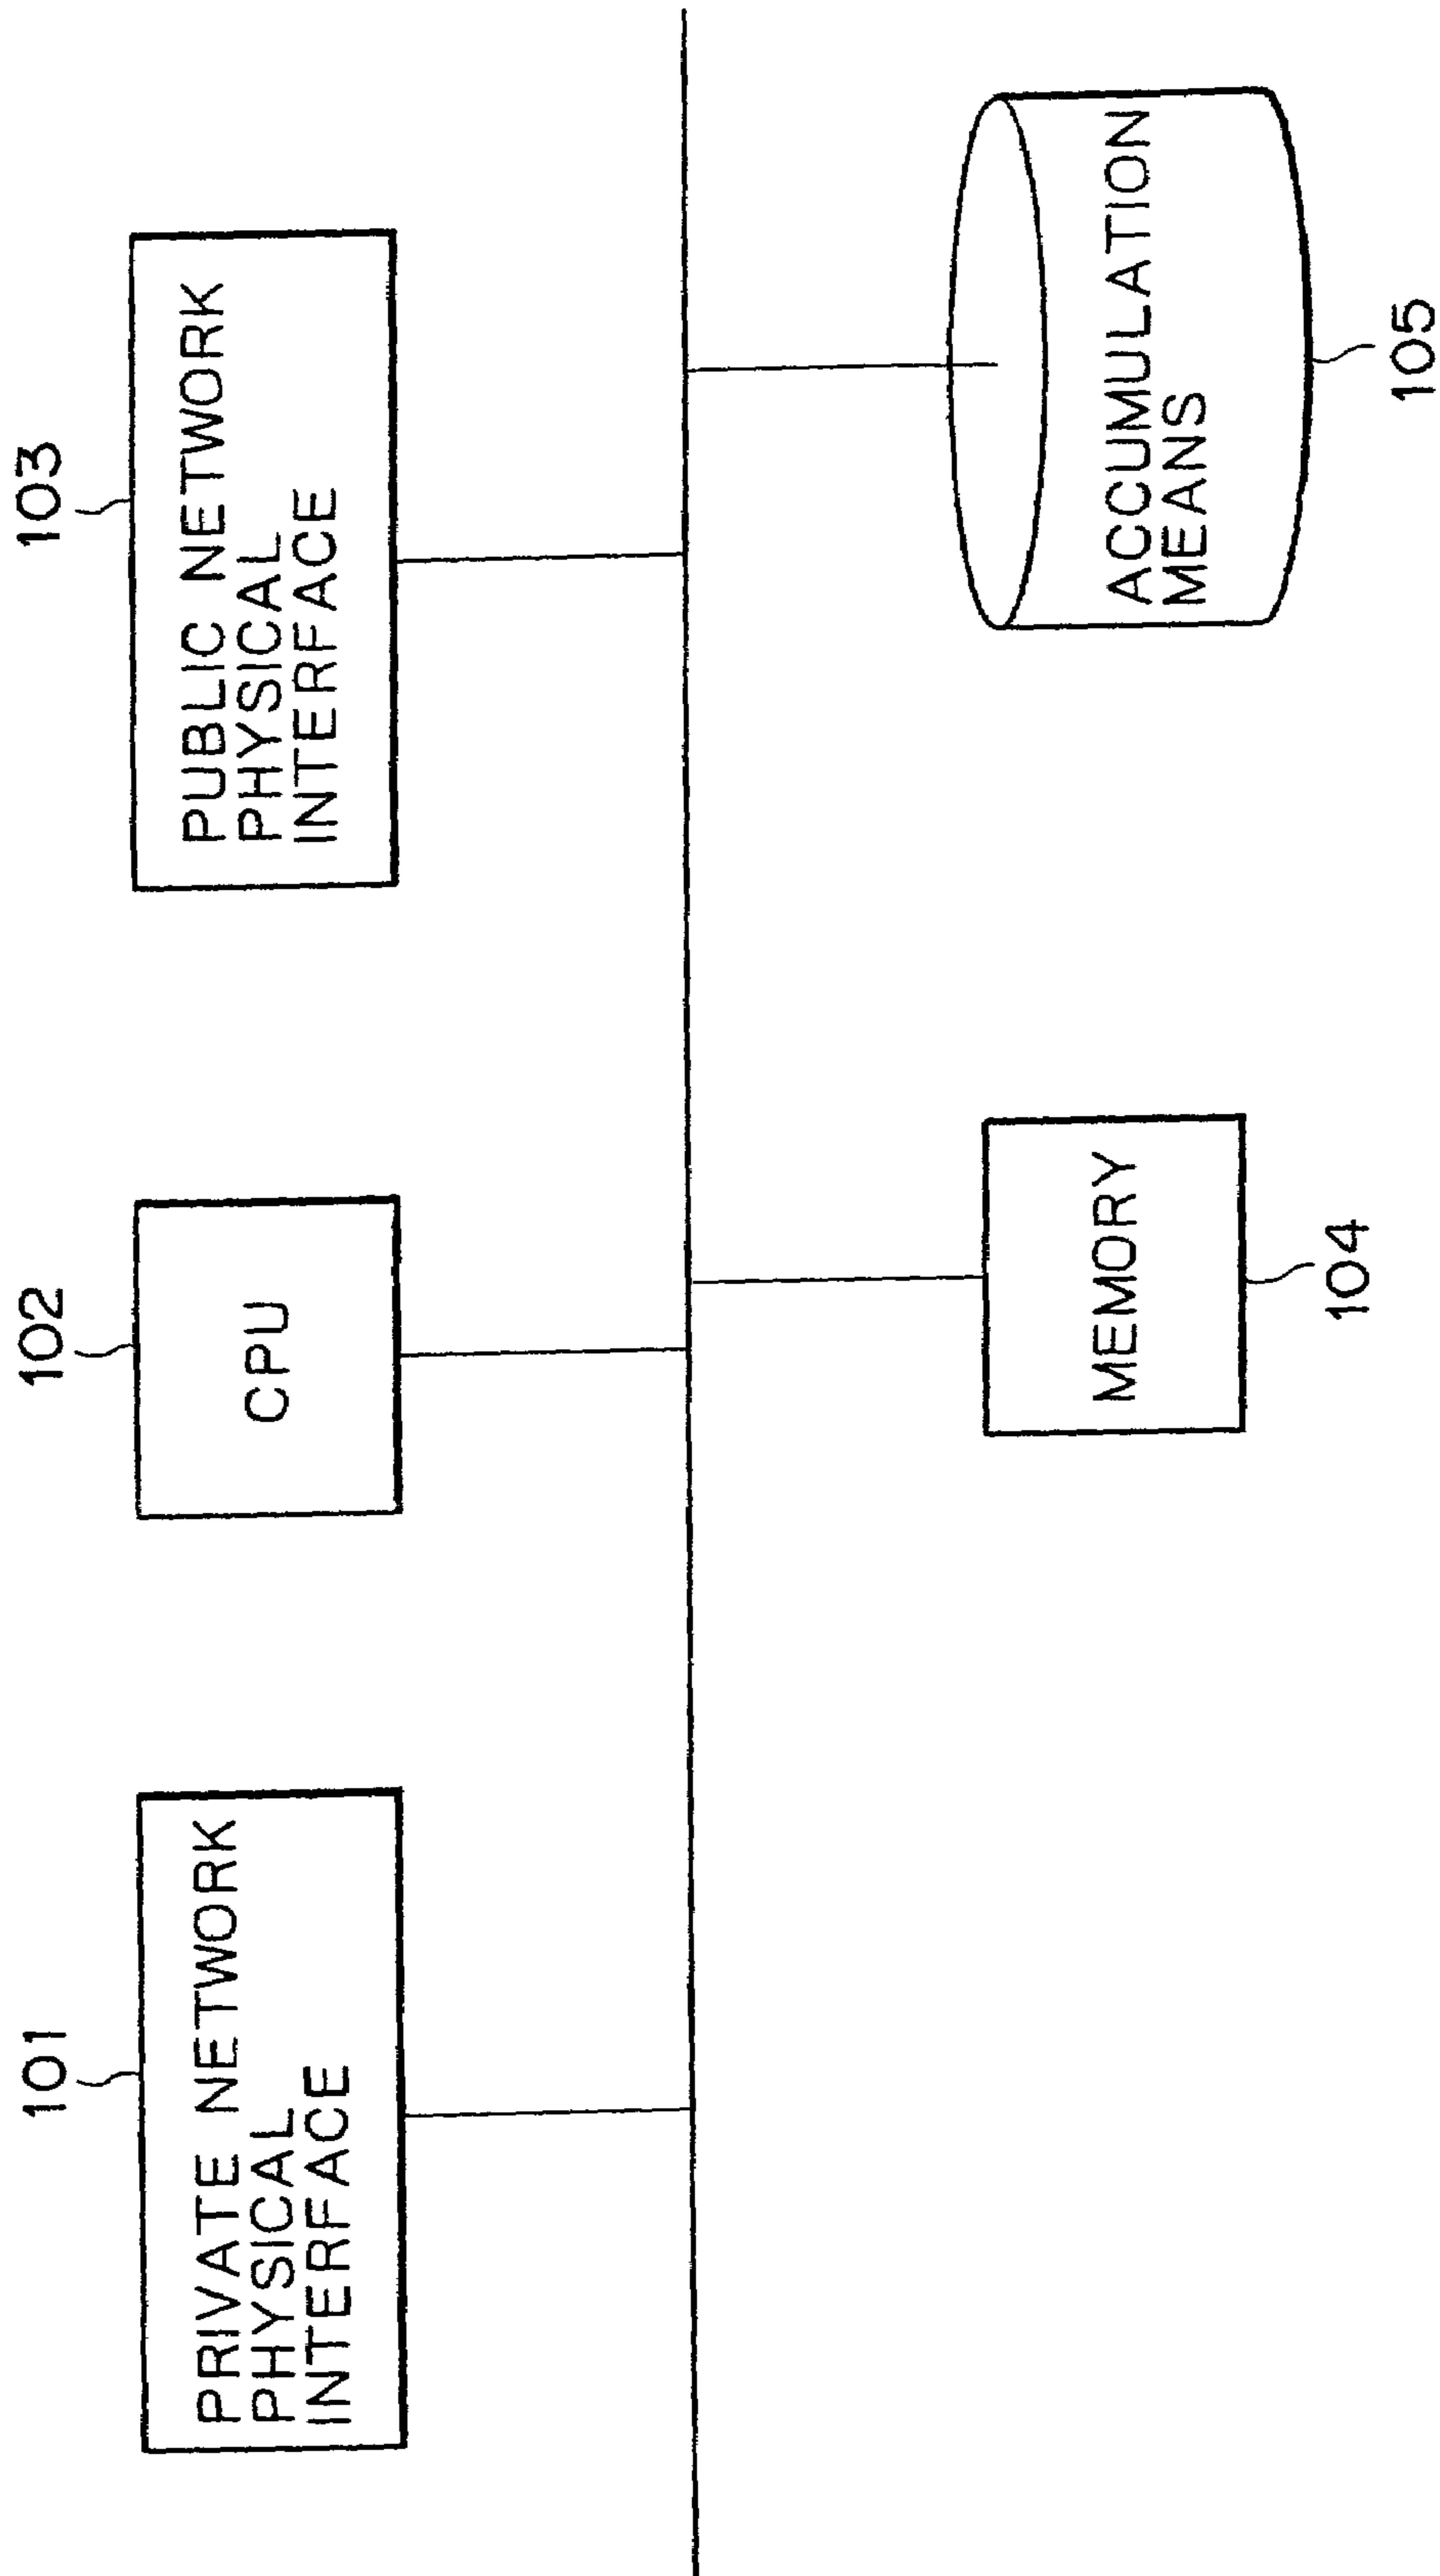 101
PRIVATE NETWORK
PHYSICAL
INTERFACE
102
CPU
103
PUBLIC NETWORK
PHYSICAL
INTERFACE
MEMORY
104
ACCUMULATION
MEANS
105